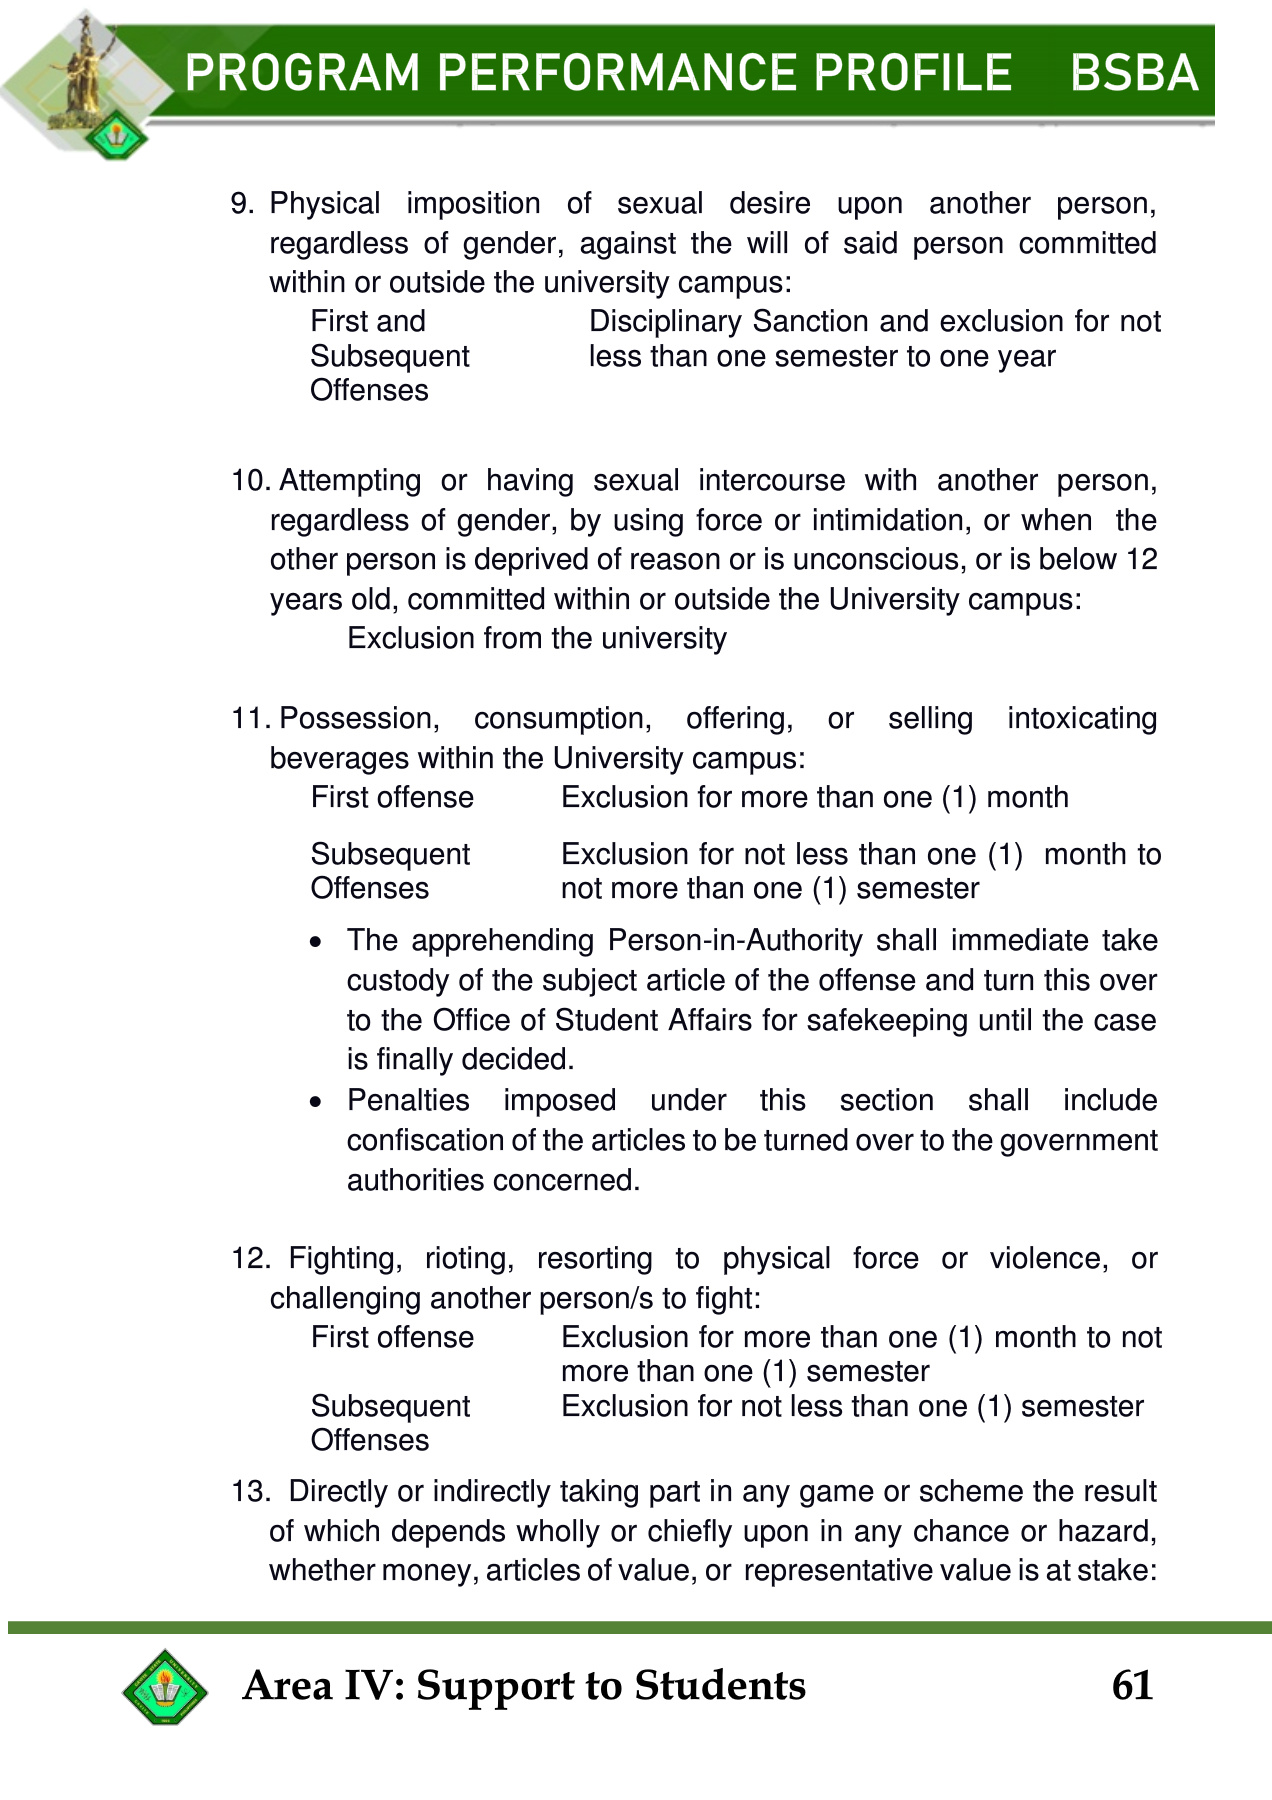 PROGRAM PERFORMANCE PROFILE BSBA
9. Physical imposition of sexual desire upon another person,
regardless of gender, against the will of said person committed
within or outside the university campus:
First and Disciplinary Sanction and exclusion for not
Subsequent less than one semester to one year
Offenses
10. Attempting or having sexual intercourse with another person,
regardless of gender, by using force or intimidation, or when the
other person is deprived of reason or is unconscious, or is below 12
years old, committed within or outside the University campus:
Exclusion from the university
11. Possession, consumption, offering, or selling intoxicating
beverages within the University campus:
First offense Exclusion for more than one (1) month
Subsequent Exclusion for not less than one (1) month to
Offenses not more than one (1) semester
• The apprehending Person-in-Authority shall immediate take
custody of the subject article of the offense and turn this over
to the Office of Student Affairs for safekeeping until the case
is finally decided.
• Penalties imposed under this section shall include
confiscation of the articles to be turned over to the government
authorities concerned.
12. Fighting, rioting, resorting to physical force or violence, or
challenging another person/s to fight:
First offense Exclusion for more than one (1) month to not
more than one (1) semester
Subsequent Exclusion for not less than one (1) semester
Offenses
13. Directly or indirectly taking part in any game or scheme the result
of which depends wholly or chiefly upon in any chance or hazard,
whether money, articles of value, or representative value is at stake:
Area IV: Support to Students 61